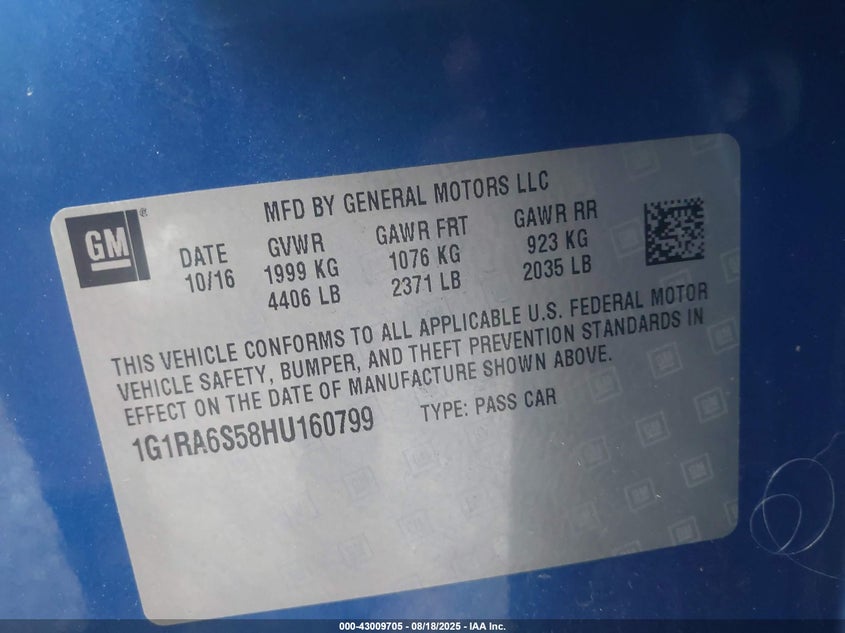 GM ®
MFD BY GENERAL MOTORS LLC
DATE GVWR GAWR FRT GAWR RR
10/16 1999 KG 1076 KG 923 KG
4406 LB 2371 LB 2035 LB
THIS VEHICLE CONFORMS TO ALL APPLICABLE U.S. FEDERAL MOTOR
VEHICLE SAFETY, BUMPER, AND THEFT PREVENTION STANDARDS IN
EFFECT ON THE DATE OF MANUFACTURE SHOWN ABOVE.
1G1RA6S58HU160799 TYPE: PASS CAR
000-43009705 - 08/18/2025 - IAA Inc.